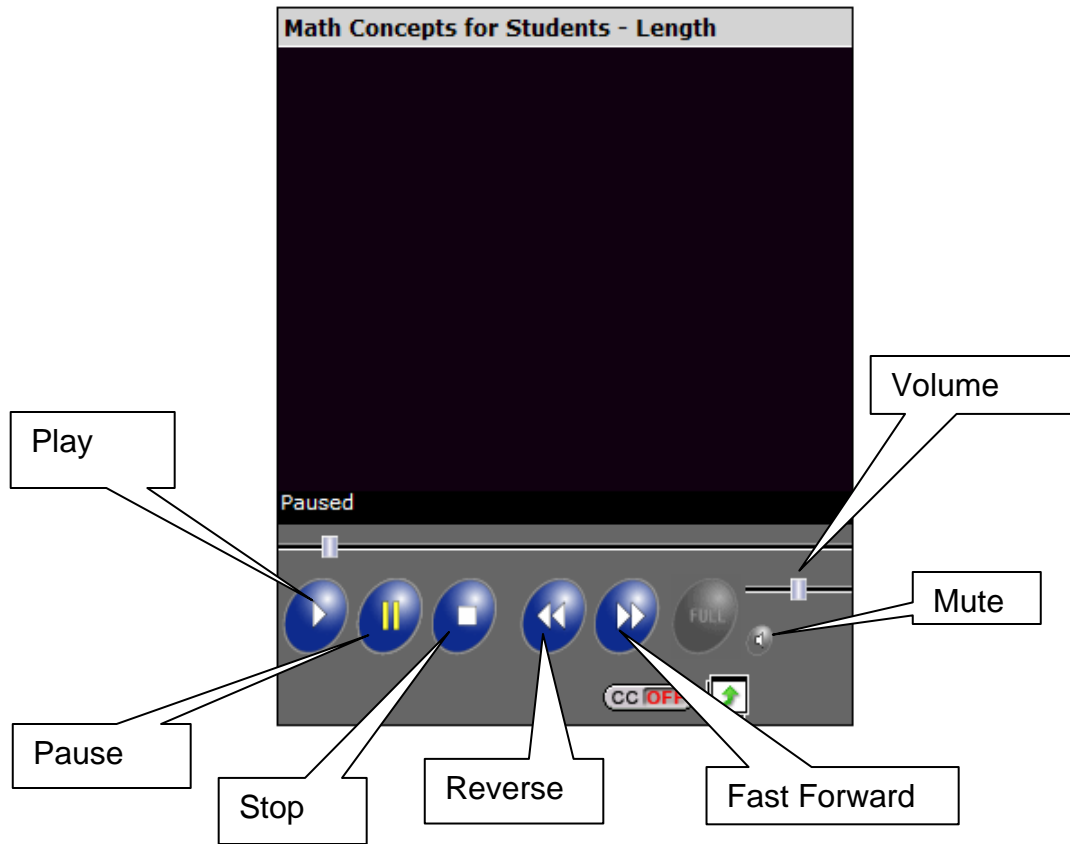 Math Concepts for Students - Length
Volume
Play
Paused
Mute
FULL
CC OFF
Pause
Stop
Reverse
Fast Forward